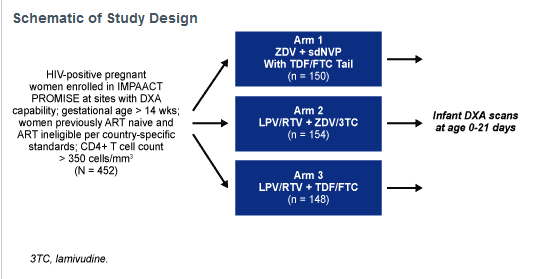 Schematic of Study Design
HIV-positive pregnant
women enrolled in IMPAACT
PROMISE at sites with DXA
capability; gestational age > 14 wks;
women previously ART naive and
ART ineligible per country-specific
standards; CD4+ T cell count
> 350 cells/mm³
(N = 452)
Arm 1
ZDV + sdNVP
With TDF/FTC Tail
(n = 150)
Arm 2
LPV/RTV + ZDV/3TC
(n = 154)
Arm 3
LPV/RTV + TDF/FTC
(n = 148)
Infant DXA scans
at age 0-21 days
3TC, lamivudine.